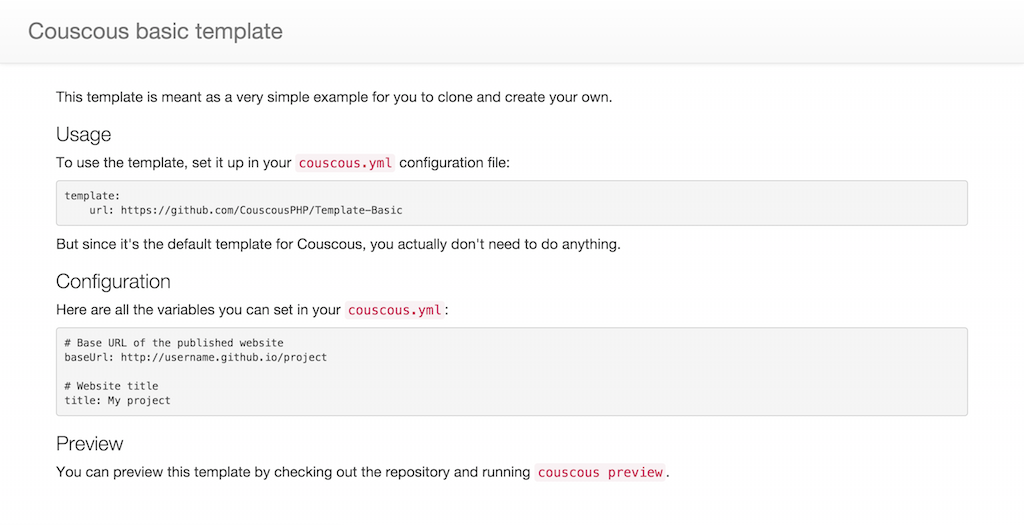 Couscous basic template
This template is meant as a very simple example for you to clone and create your own.
Usage
To use the template, set it up in your couscous.yml configuration file:
template:
    url: https://github.com/CouscousPHP/Template-Basic
But since it's the default template for Couscous, you actually don't need to do anything.
Configuration
Here are all the variables you can set in your couscous.yml:
# Base URL of the published website
baseUrl: http://username.github.io/project
# Website title
title: My project
Preview
You can preview this template by checking out the repository and running couscous preview.